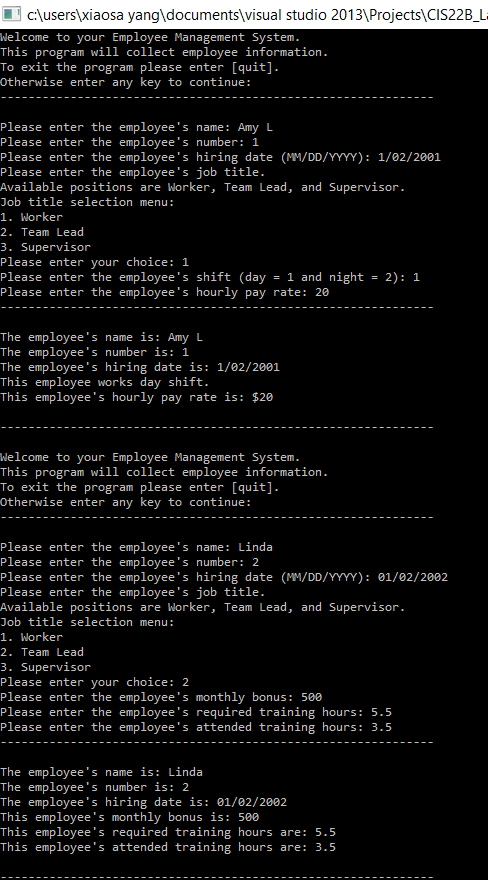 c:\users\xiaosa yang\documents\visual studio 2013\Projects\CIS22B_La
Welcome to your Employee Management System.
This program will collect employee information.
To exit the program please enter [quit].
Otherwise enter any key to continue:
--------------------------------------------------------------
Please enter the employee's name: Amy L
Please enter the employee's number: 1
Please enter the employee's hiring date (MM/DD/YYYY): 1/02/2001
Please enter the employee's job title.
Available positions are Worker, Team Lead, and Supervisor.
Job title selection menu:
1. Worker
2. Team Lead
3. Supervisor
Please enter your choice: 1
Please enter the employee's shift (day = 1 and night = 2): 1
Please enter the employee's hourly pay rate: 20
--------------------------------------------------------------
The employee's name is: Amy L
The employee's number is: 1
The employee's hiring date is: 1/02/2001
This employee works day shift.
This employee's hourly pay rate is: $20
--------------------------------------------------------------
Welcome to your Employee Management System.
This program will collect employee information.
To exit the program please enter [quit].
Otherwise enter any key to continue:
--------------------------------------------------------------
Please enter the employee's name: Linda
Please enter the employee's number: 2
Please enter the employee's hiring date (MM/DD/YYYY): 01/02/2002
Please enter the employee's job title.
Available positions are Worker, Team Lead, and Supervisor.
Job title selection menu:
1. Worker
2. Team Lead
3. Supervisor
Please enter your choice: 2
Please enter the employee's monthly bonus: 500
Please enter the employee's required training hours: 5.5
Please enter the employee's attended training hours: 3.5
--------------------------------------------------------------
The employee's name is: Linda
The employee's number is: 2
The employee's hiring date is: 01/02/2002
This employee's monthly bonus is: 500
This employee's required training hours are: 5.5
This employee's attended training hours are: 3.5
--------------------------------------------------------------